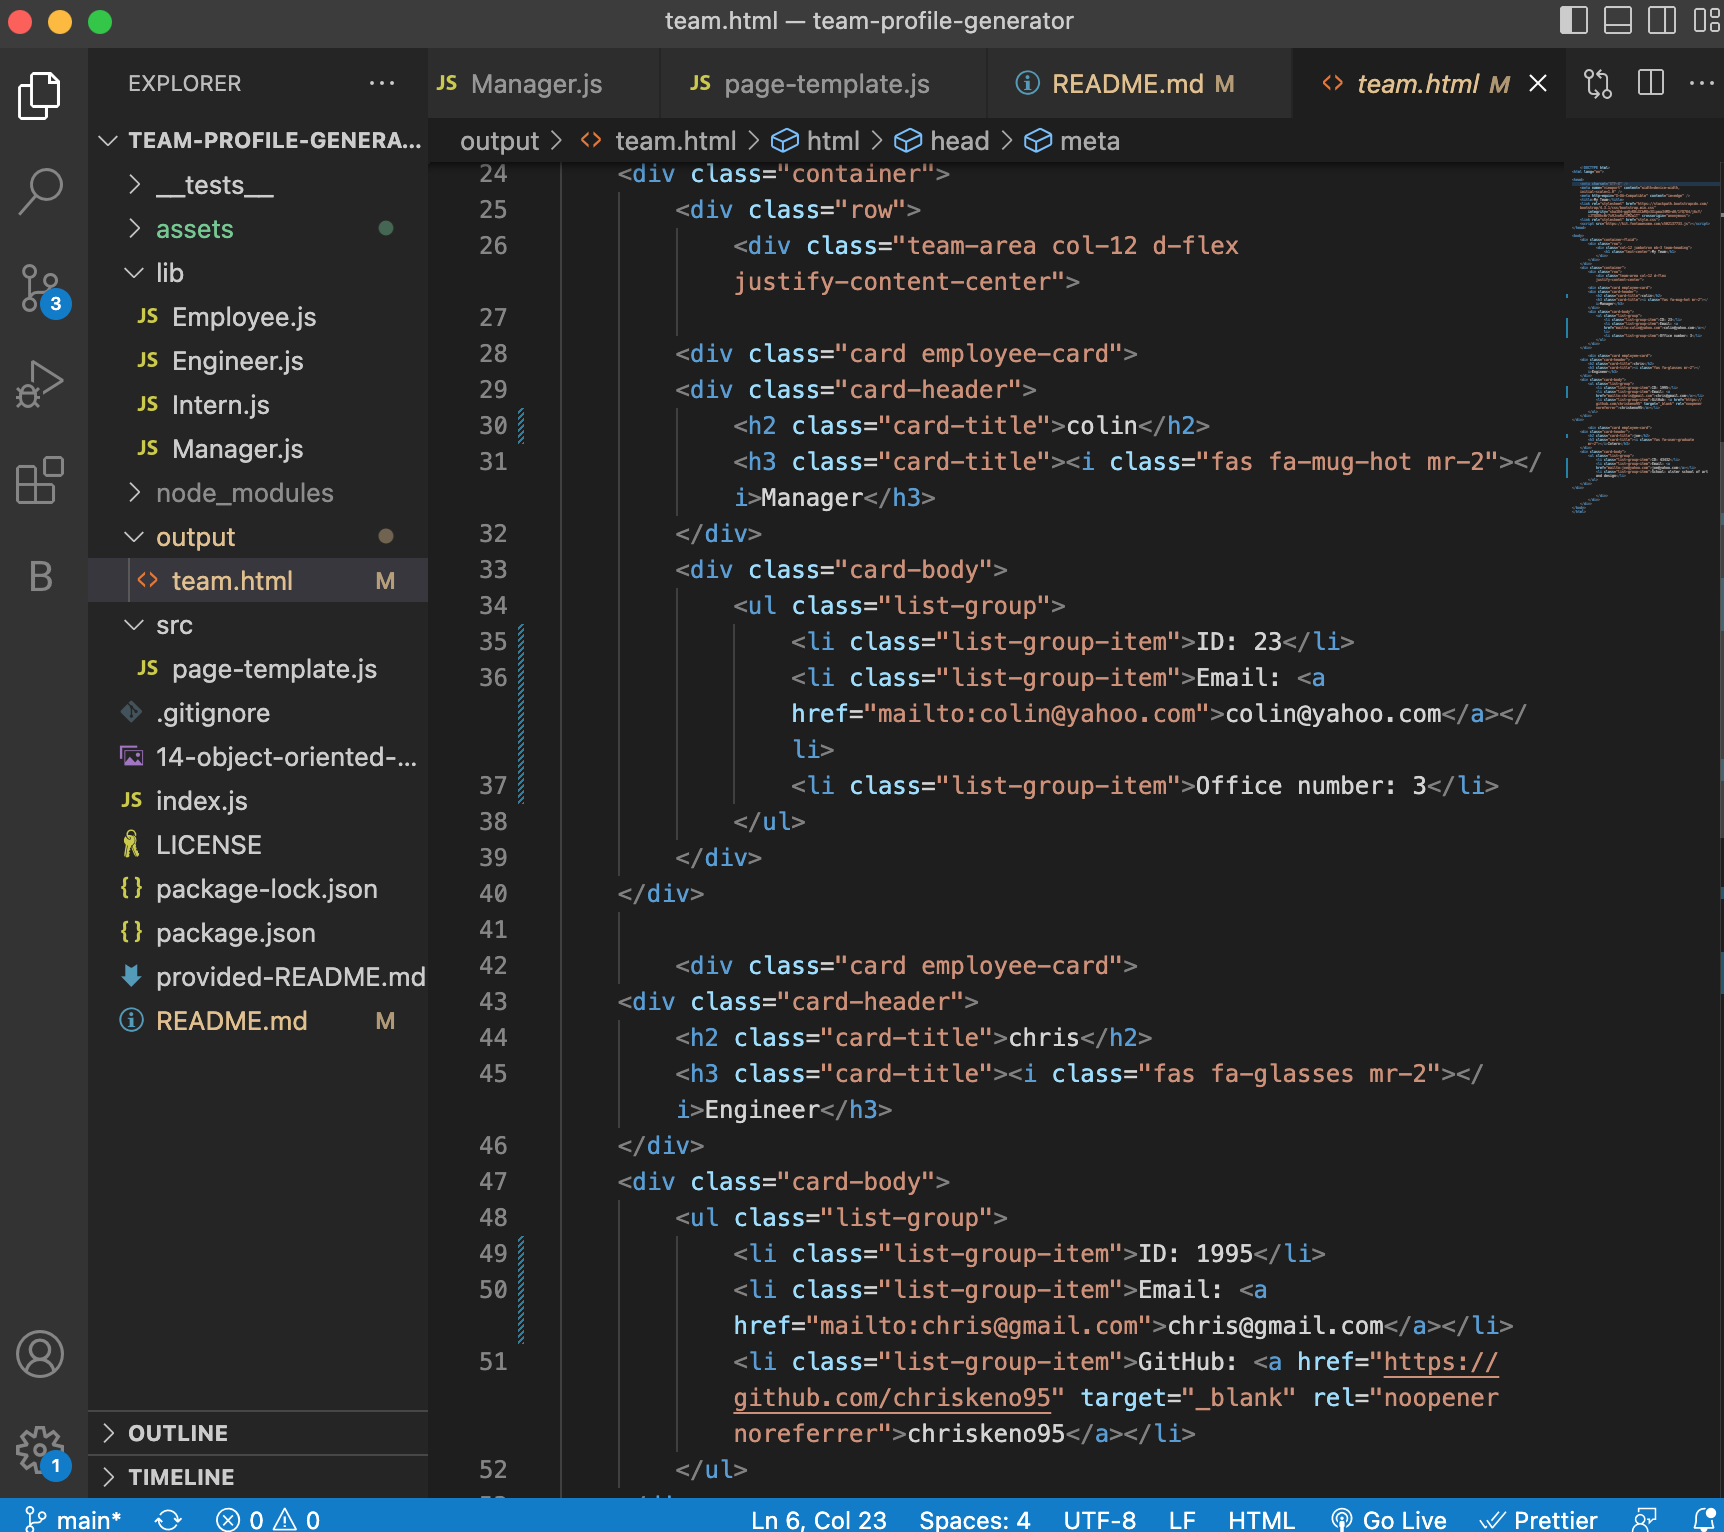 team.html — team-profile-generator
EXPLORER
JS Manager.js
JS page-template.js
README.md M
<> team.html M
TEAM-PROFILE-GENERA...
output > <> team.html > html > head > meta
__tests__
assets
lib
JS Employee.js
JS Engineer.js
JS Intern.js
JS Manager.js
node_modules
output
<> team.html M
src
JS page-template.js
.gitignore
14-object-oriented-...
JS index.js
LICENSE
{} package-lock.json
{} package.json
provided-README.md
README.md M
OUTLINE
TIMELINE
3
B
1
24 <div class="container">
25 <div class="row">
26 <div class="team-area col-12 d-flex
justify-content-center">
27
28 <div class="card employee-card">
29 <div class="card-header">
30 <h2 class="card-title">colin</h2>
31 <h3 class="card-title"><i class="fas fa-mug-hot mr-2"></
i>Manager</h3>
32 </div>
33 <div class="card-body">
34 <ul class="list-group">
35 <li class="list-group-item">ID: 23</li>
36 <li class="list-group-item">Email: <a
href="mailto:colin@yahoo.com">colin@yahoo.com</a></
li>
37 <li class="list-group-item">Office number: 3</li>
38 </ul>
39 </div>
40 </div>
41
42 <div class="card employee-card">
43 <div class="card-header">
44 <h2 class="card-title">chris</h2>
45 <h3 class="card-title"><i class="fas fa-glasses mr-2"></
i>Engineer</h3>
46 </div>
47 <div class="card-body">
48 <ul class="list-group">
49 <li class="list-group-item">ID: 1995</li>
50 <li class="list-group-item">Email: <a
href="mailto:chris@gmail.com">chris@gmail.com</a></li>
51 <li class="list-group-item">GitHub: <a href="https://
github.com/chriskeno95" target="_blank" rel="noopener
noreferrer">chriskeno95</a></li>
52 </ul>
main* 0 0 Ln 6, Col 23 Spaces: 4 UTF-8 LF HTML Go Live Prettier